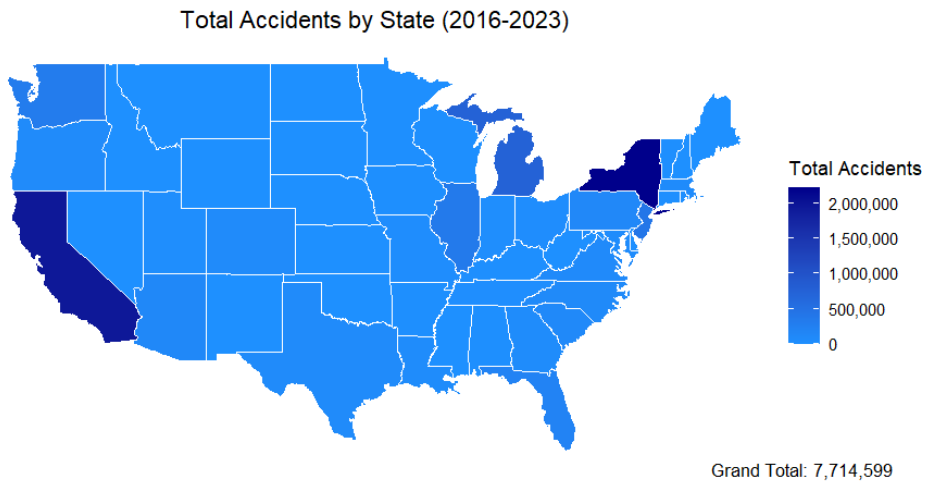 Total Accidents by State (2016-2023)
Total Accidents
2,000,000
1,500,000
1,000,000
500,000
0
Grand Total: 7,714,599